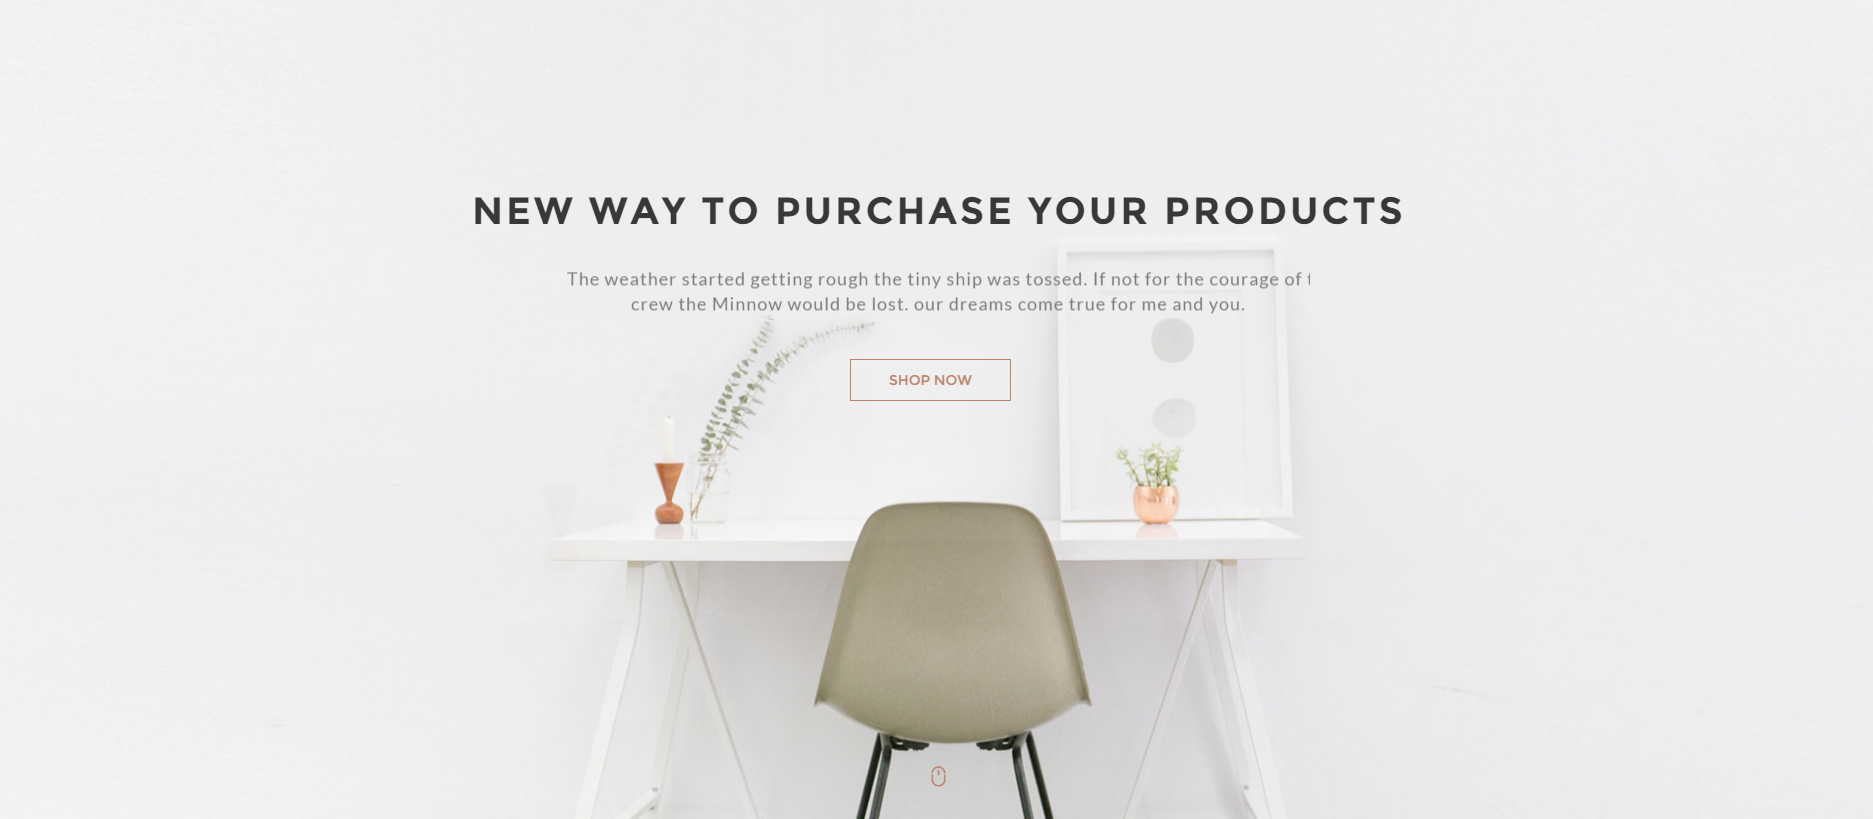 NEW WAY TO PURCHASE YOUR PRODUCTS
The weather started getting rough the tiny ship was tossed. If not for the courage of
crew the Minnow would be lost. our dreams come true for me and you.
SHOP NOW